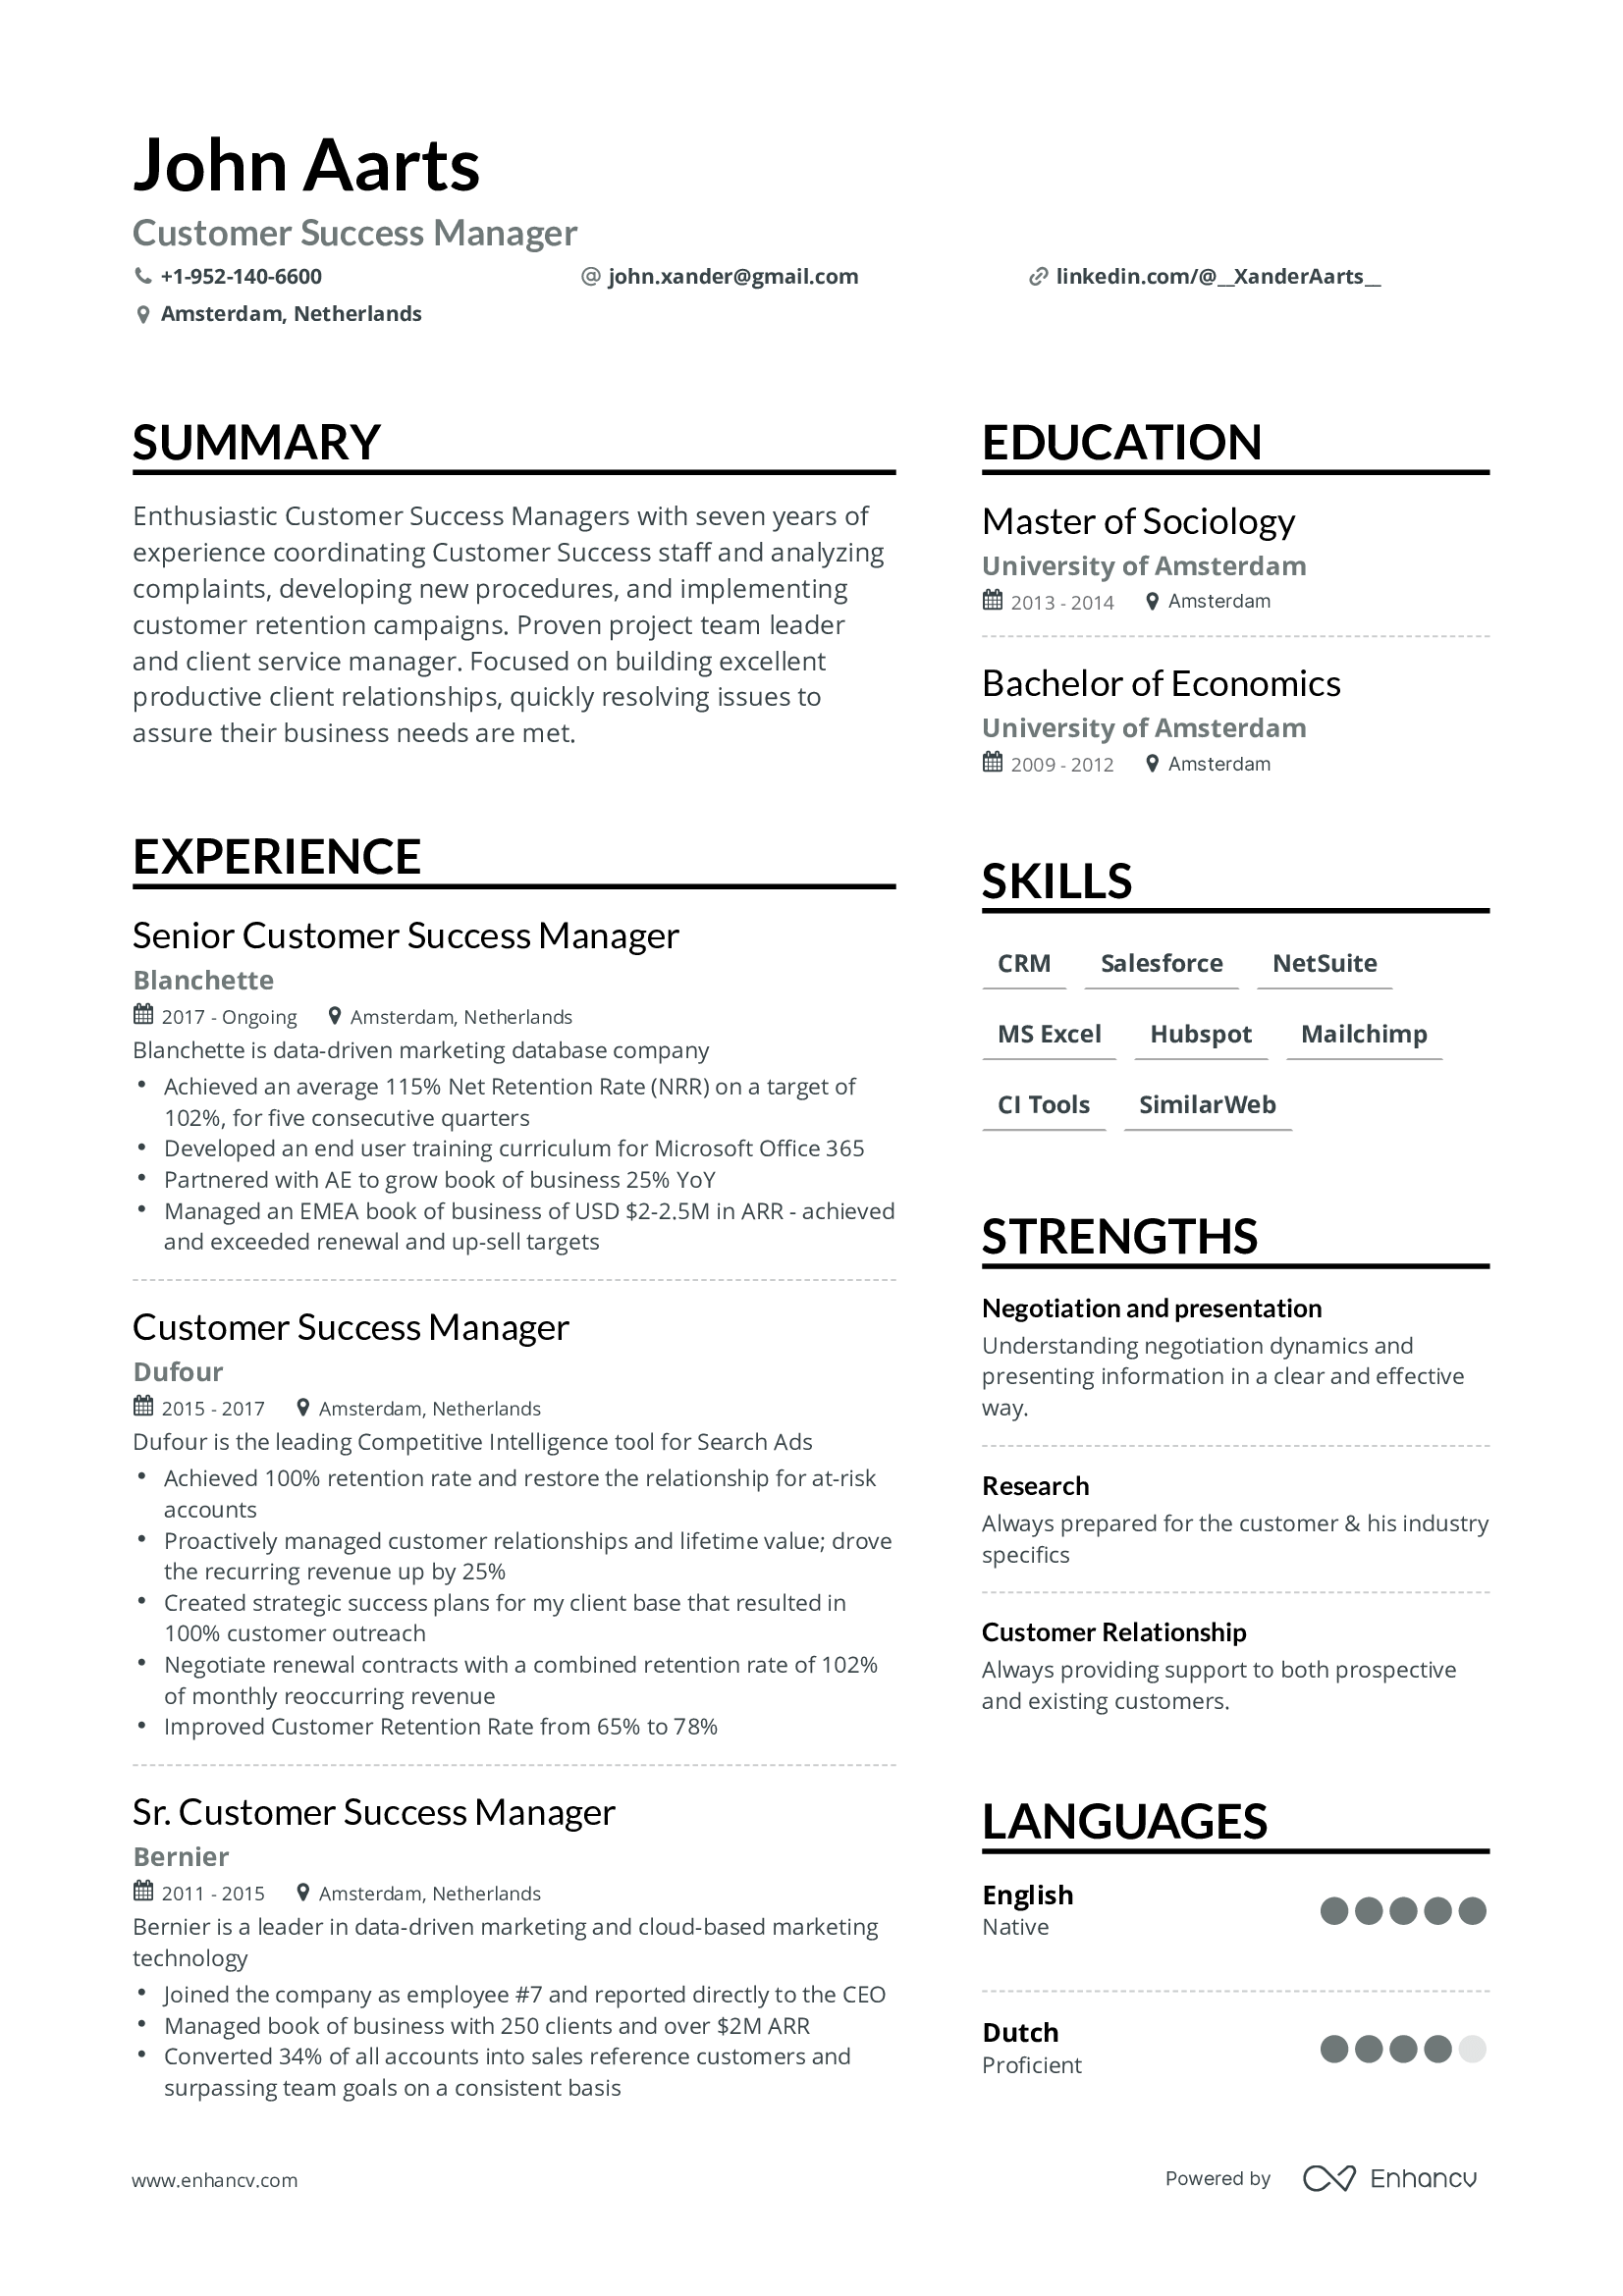 John Aarts
Customer Success Manager
+1-952-140-6600
john.xander@gmail.com
linkedin.com/@__XanderAarts__
Amsterdam, Netherlands
SUMMARY
Enthusiastic Customer Success Managers with seven years of
experience coordinating Customer Success staff and analyzing
complaints, developing new procedures, and implementing
customer retention campaigns. Proven project team leader
and client service manager. Focused on building excellent
productive client relationships, quickly resolving issues to
assure their business needs are met.
EXPERIENCE
Senior Customer Success Manager
Blanchette
2017 - Ongoing
Amsterdam, Netherlands
Blanchette is data-driven marketing database company
• Achieved an average 115% Net Retention Rate (NRR) on a target of
102%, for five consecutive quarters
• Developed an end user training curriculum for Microsoft Office 365
• Partnered with AE to grow book of business 25% YoY
• Managed an EMEA book of business of USD $2-2.5M in ARR - achieved
and exceeded renewal and up-sell targets
Customer Success Manager
Dufour
2015 - 2017
Amsterdam, Netherlands
Dufour is the leading Competitive Intelligence tool for Search Ads
• Achieved 100% retention rate and restore the relationship for at-risk
accounts
• Proactively managed customer relationships and lifetime value; drove
the recurring revenue up by 25%
• Created strategic success plans for my client base that resulted in
100% customer outreach
• Negotiate renewal contracts with a combined retention rate of 102%
of monthly reoccurring revenue
• Improved Customer Retention Rate from 65% to 78%
Sr. Customer Success Manager
Bernier
2011 - 2015
Amsterdam, Netherlands
Bernier is a leader in data-driven marketing and cloud-based marketing
technology
• Joined the company as employee #7 and reported directly to the CEO
• Managed book of business with 250 clients and over $2M ARR
• Converted 34% of all accounts into sales reference customers and
surpassing team goals on a consistent basis
EDUCATION
Master of Sociology
University of Amsterdam
2013 - 2014
Amsterdam
Bachelor of Economics
University of Amsterdam
2009 - 2012
Amsterdam
SKILLS
CRM
Salesforce
NetSuite
MS Excel
Hubspot
Mailchimp
CI Tools
SimilarWeb
STRENGTHS
Negotiation and presentation
Understanding negotiation dynamics and
presenting information in a clear and effective
way.
Research
Always prepared for the customer & his industry
specifics
Customer Relationship
Always providing support to both prospective
and existing customers.
LANGUAGES
English
Native
Dutch
Proficient
www.enhancv.com
Powered by
Enhancv